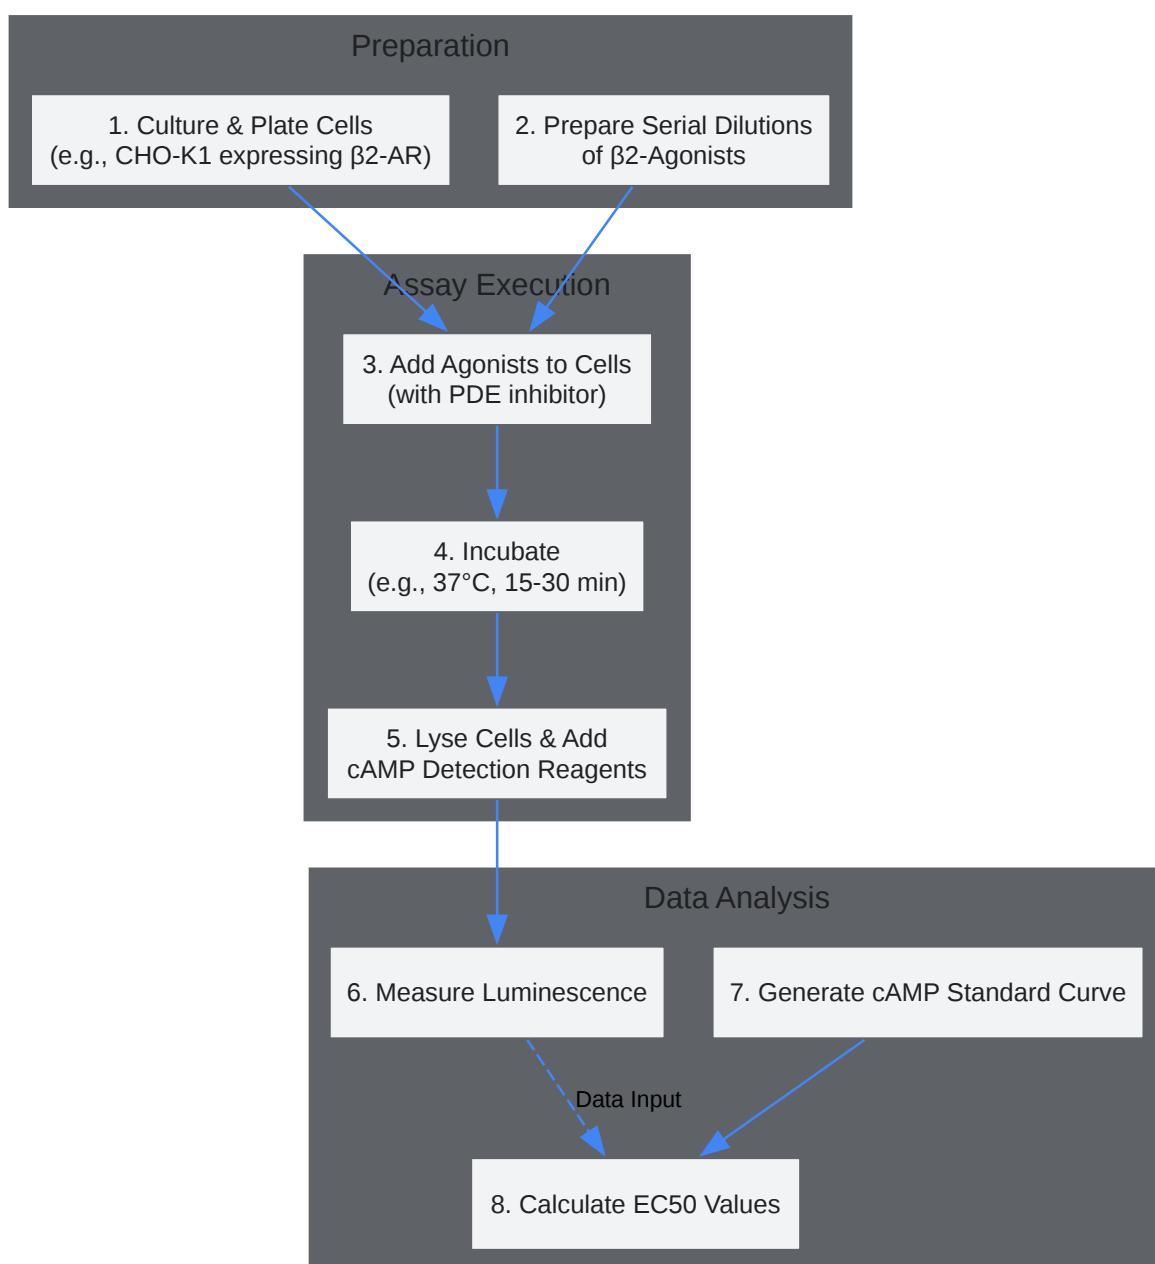 Preparation
1. Culture & Plate Cells
(e.g., CHO-K1 expressing β2-AR)
2. Prepare Serial Dilutions
of β2-Agonists
Assay Execution
3. Add Agonists to Cells
(with PDE inhibitor)
4. Incubate
(e.g., 37°C, 15-30 min)
5. Lyse Cells & Add
cAMP Detection Reagents
Data Analysis
6. Measure Luminescence
7. Generate cAMP Standard Curve
Data Input
8. Calculate EC50 Values